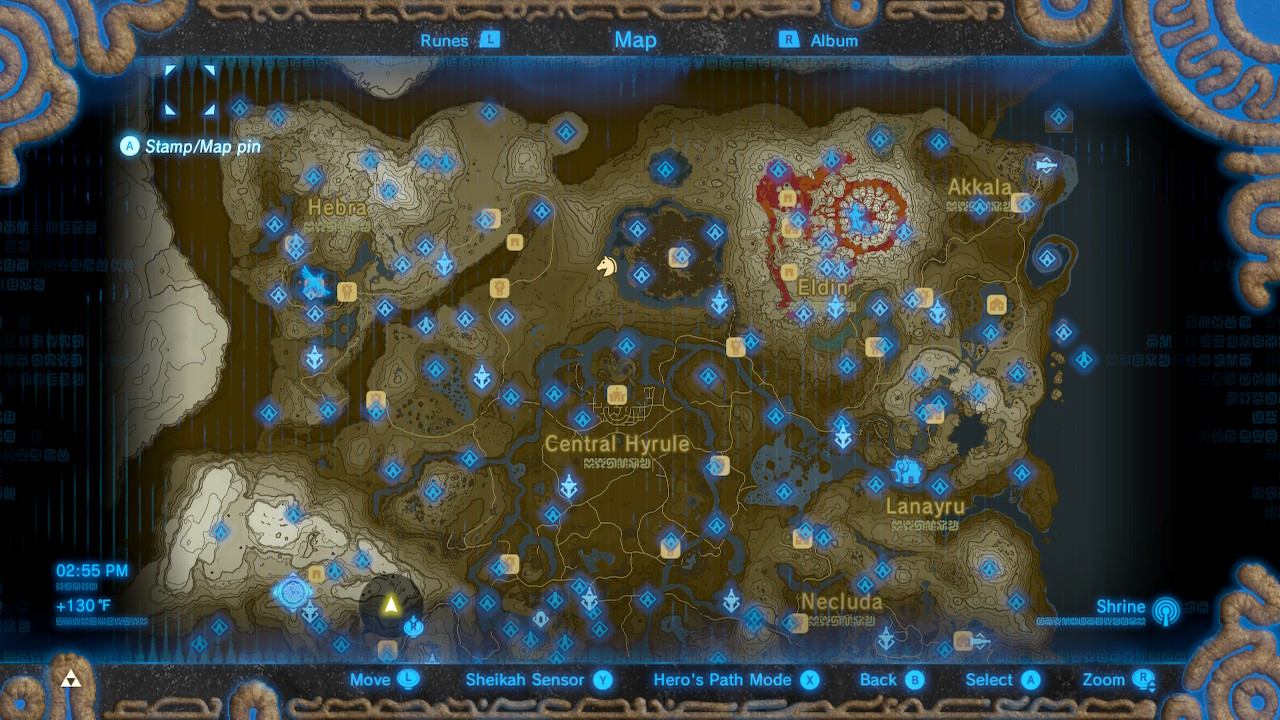 Runes L
Map
R Album
A Stamp/Map pin
Akkala
Hebra
Eldin
Central Hyrule
Lanayru
Necluda
02:55 PM
+130°F
Shrine
Move L
Sheikah Sensor Y
Hero's Path Mode X
Back B
Select A
Zoom R